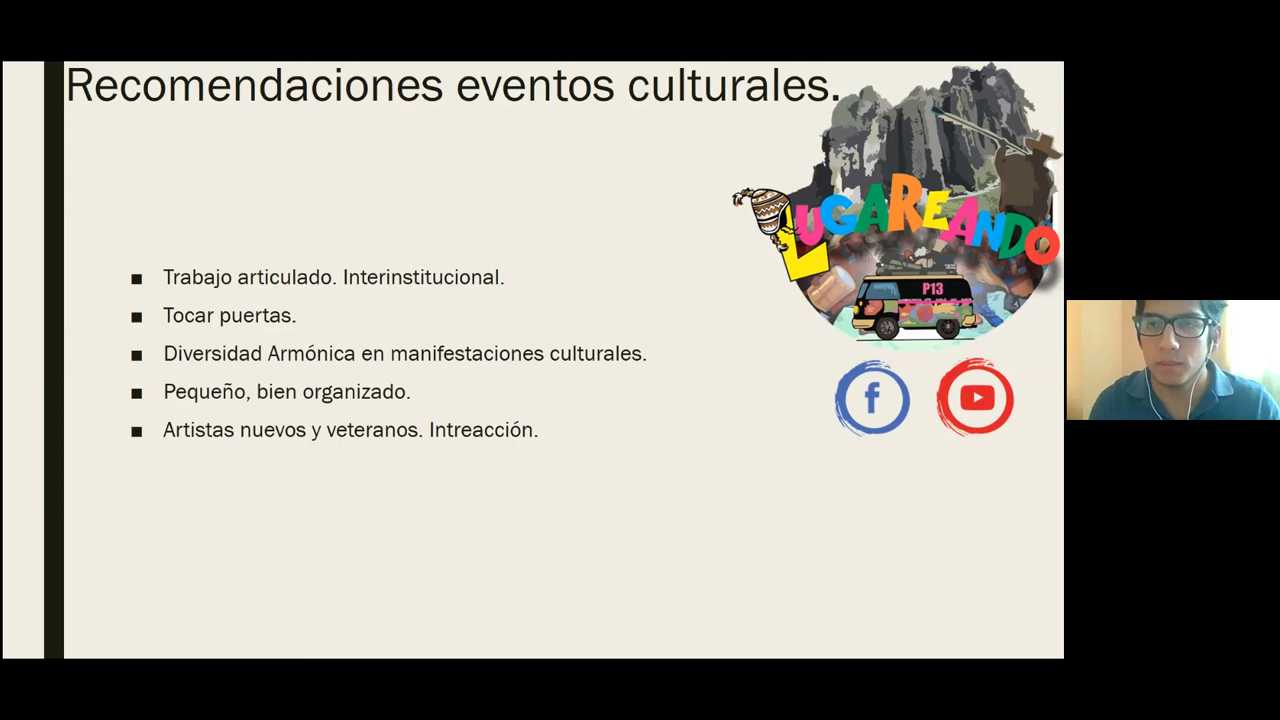 Recomendaciones eventos culturales.
LUGAREANDO
P13
▪ Trabajo articulado. Interinstitucional.
▪ Tocar puertas.
▪ Diversidad Armónica en manifestaciones culturales.
▪ Pequeño, bien organizado.
▪ Artistas nuevos y veteranos. Intreacción.